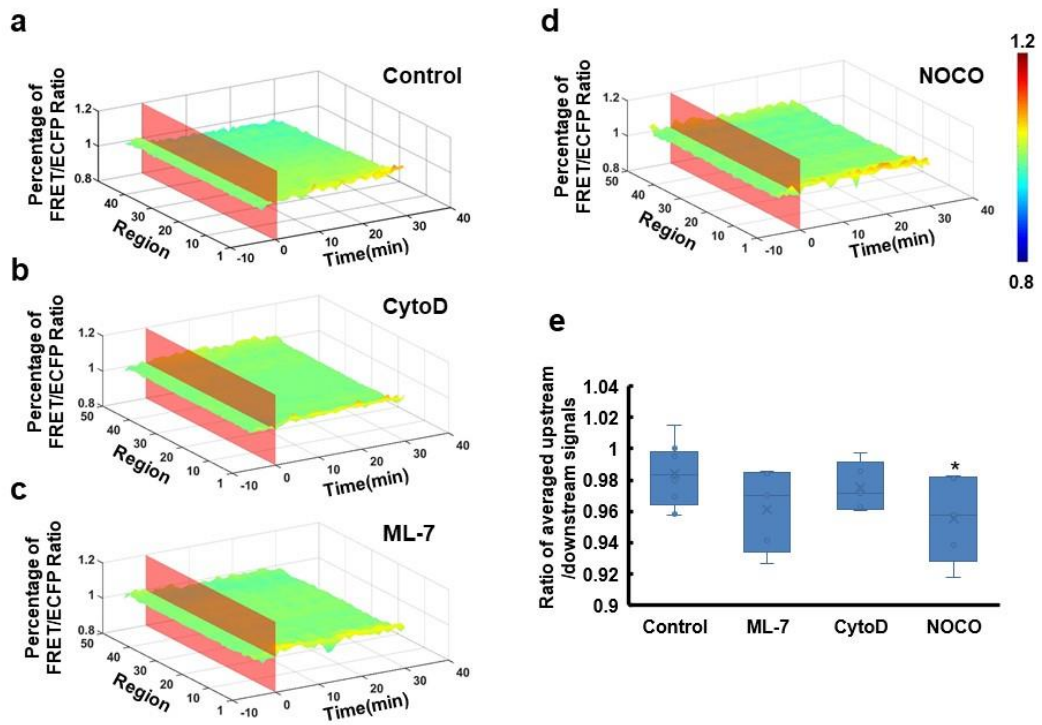 a
Control
Percentage of
FRET/ECFP Ratio
1.2
1
0.8
50
40
30
20
10
1
Region
-10
0
10
20
30
40
Time(min)
b
CytoD
Percentage of
FRET/ECFP Ratio
1.2
1
0.8
50
40
30
20
10
1
Region
-10
0
10
20
30
40
Time(min)
c
ML-7
Percentage of
FRET/ECFP Ratio
1.2
1
0.8
50
40
30
20
10
1
Region
-10
0
10
20
30
40
Time(min)
d
NOCO
Percentage of
FRET/ECFP Ratio
1.2
1
0.8
50
40
30
20
10
1
Region
-10
0
10
20
30
40
Time(min)
1.2
0.8
e
Ratio of averaged upstream
/downstream signals
1.04
1.02
1
0.98
0.96
0.94
0.92
0.9
*
Control
ML-7
CytoD
NOCO